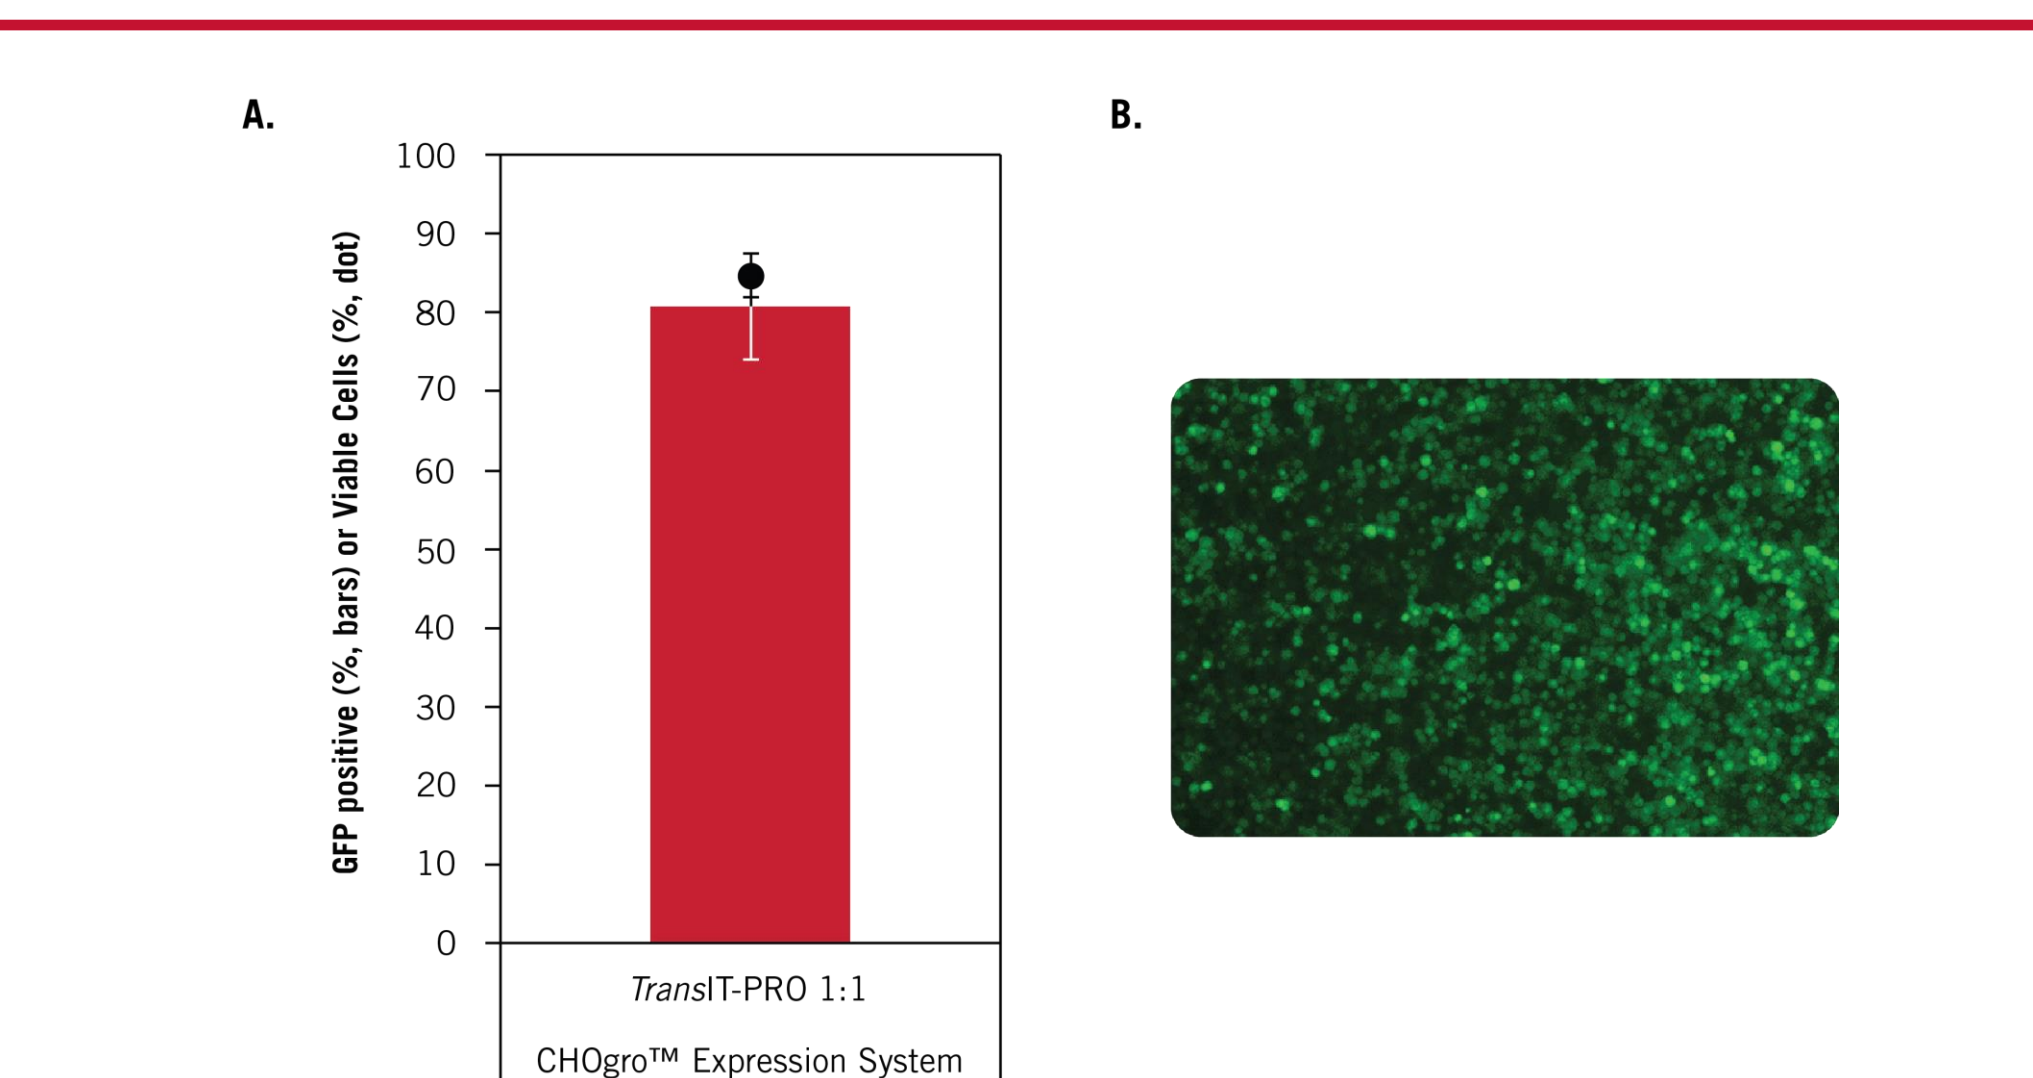 A.
B.
GFP positive (%, bars) or Viable Cells (%, dot)
100
90
80
70
60
50
40
30
20
10
0
TransIT-PRO 1:1
CHOgro™ Expression System